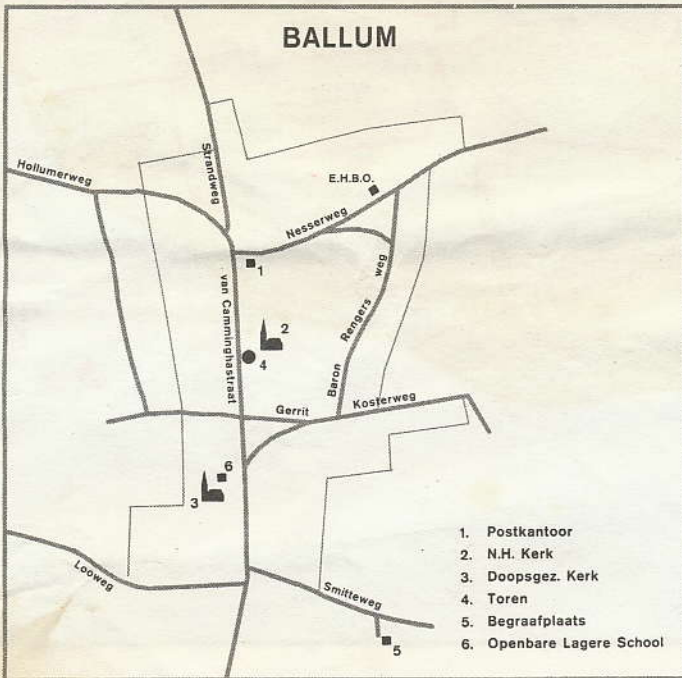 BALLUM
Hollumerweg
Strandweg
E.H.B.O.
Nesserweg
1
van Camminghastraat
2
4
Baron Rengers weg
Gerrit Kosterweg
6
3
Looweg
Smitteweg
5
1. Postkantoor
2. N.H. Kerk
3. Doopsgez. Kerk
4. Toren
5. Begraafplaats
6. Openbare Lagere School